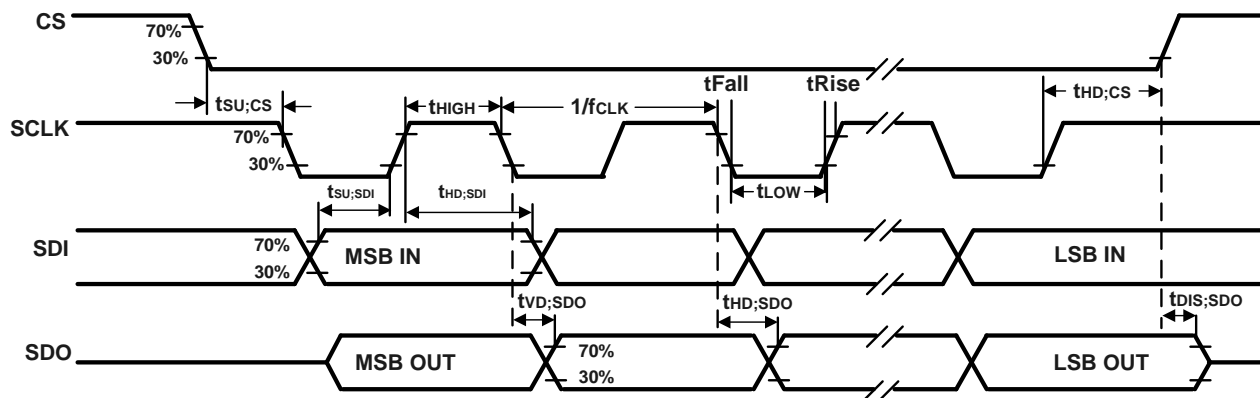 CS
70%
30%
tFall
tRise
tSU;CS
tHIGH
1/fCLK
tHD;CS
SCLK
70%
30%
tSU;SDI
tHD;SDI
tLOW
SDI
70%
30%
MSB IN
LSB IN
tVD;SDO
tHD;SDO
tDIS;SDO
SDO
MSB OUT
70%
30%
LSB OUT